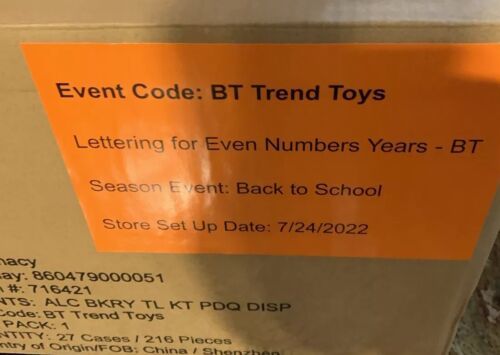 Event Code: BT Trend Toys
Lettering for Even Numbers Years - BT
Season Event: Back to School
Store Set Up Date: 7/24/2022
macy
ay: 860479000051
n #: 716421
NTS: ALC BKRY TL KT PDQ DISP
Code: BT Trend Toys
PACK: 1
NTITY: 27 Cases / 216 Pieces
ntry of Origin/FOB: China / Shenzhen